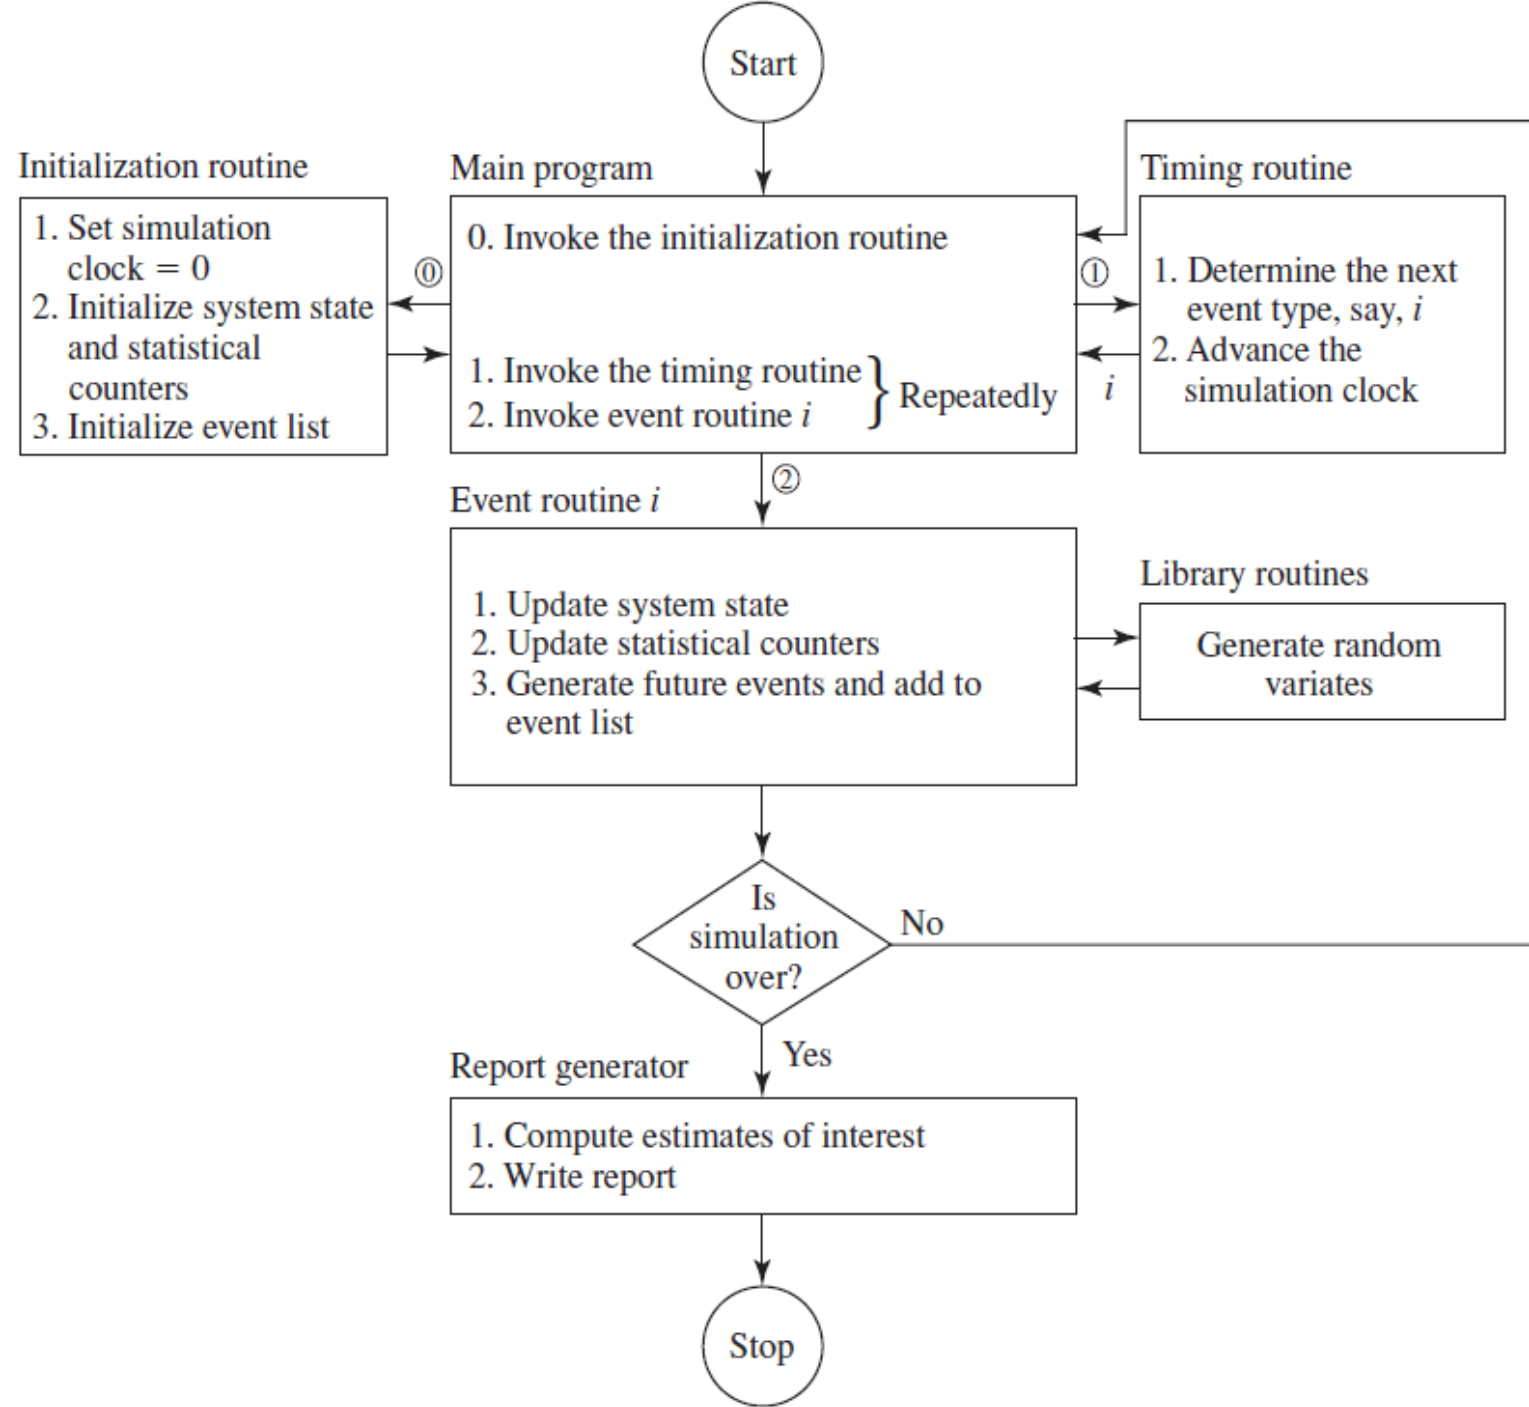 Start
Initialization routine
1. Set simulation
clock = 0
2. Initialize system state
and statistical
counters
3. Initialize event list
⓪
Main program
0. Invoke the initialization routine
1. Invoke the timing routine
2. Invoke event routine i
} Repeatedly
①
i
Timing routine
1. Determine the next
event type, say, i
2. Advance the
simulation clock
②
Event routine i
1. Update system state
2. Update statistical counters
3. Generate future events and add to
event list
Library routines
Generate random
variates
Is
simulation
over?
No
Yes
Report generator
1. Compute estimates of interest
2. Write report
Stop